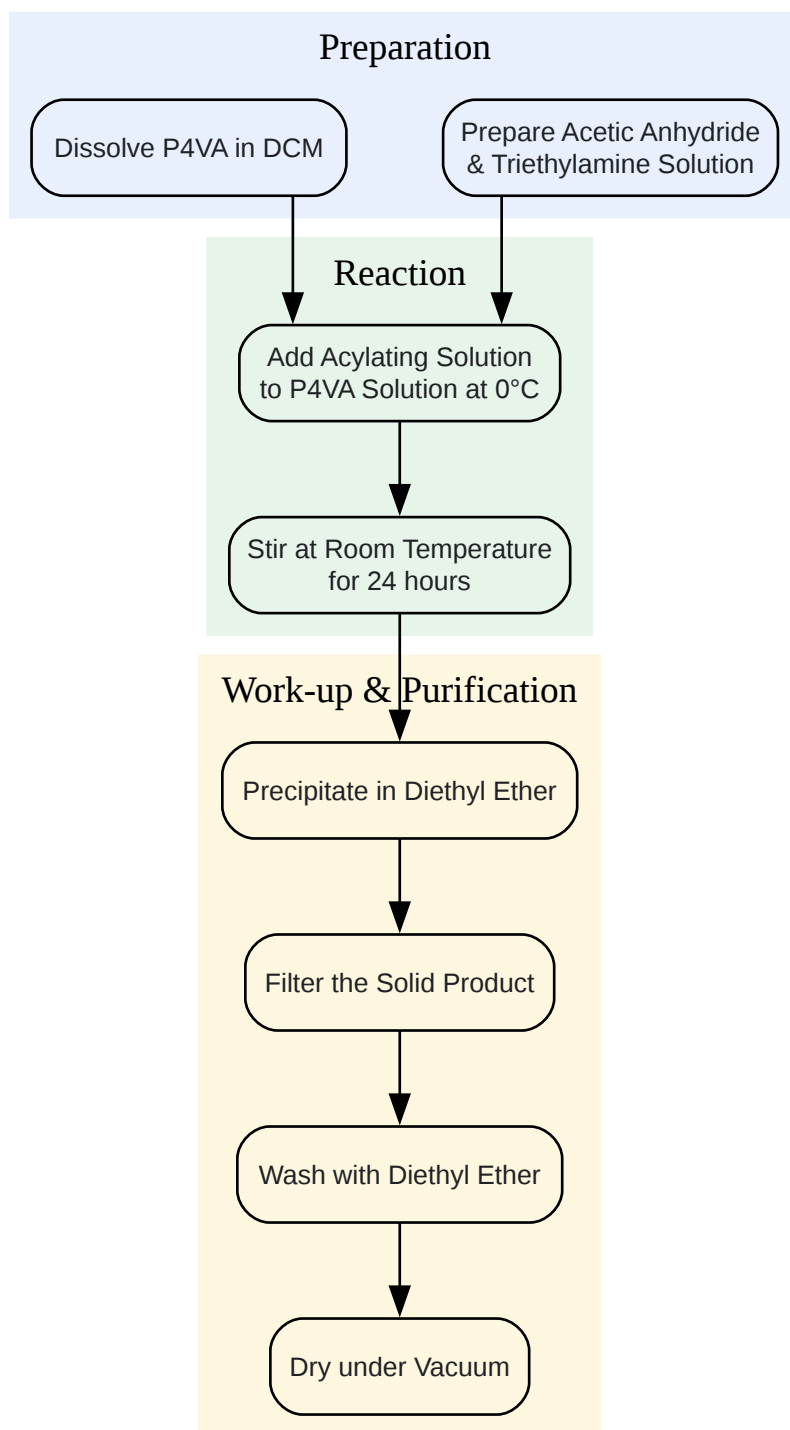 Preparation
Dissolve P4VA in DCM
Prepare Acetic Anhydride
& Triethylamine Solution
Reaction
Add Acylating Solution
to P4VA Solution at 0°C
Stir at Room Temperature
for 24 hours
Work-up & Purification
Precipitate in Diethyl Ether
Filter the Solid Product
Wash with Diethyl Ether
Dry under Vacuum